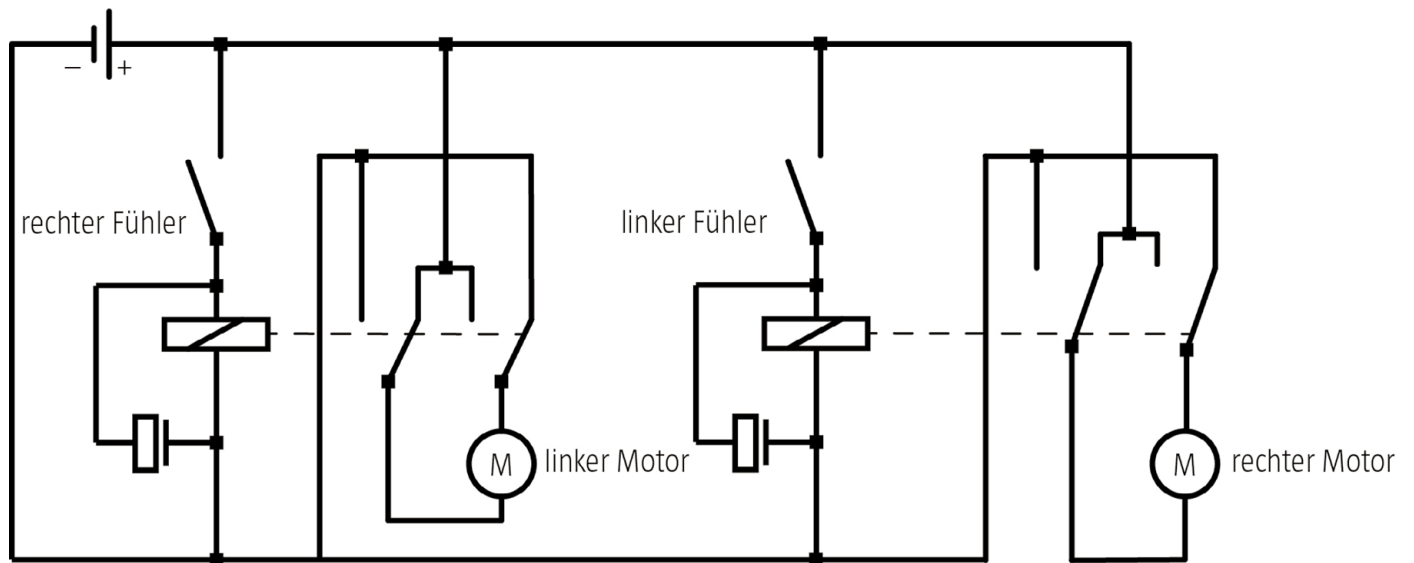 – +
rechter Fühler
linker Fühler
M linker Motor
M rechter Motor